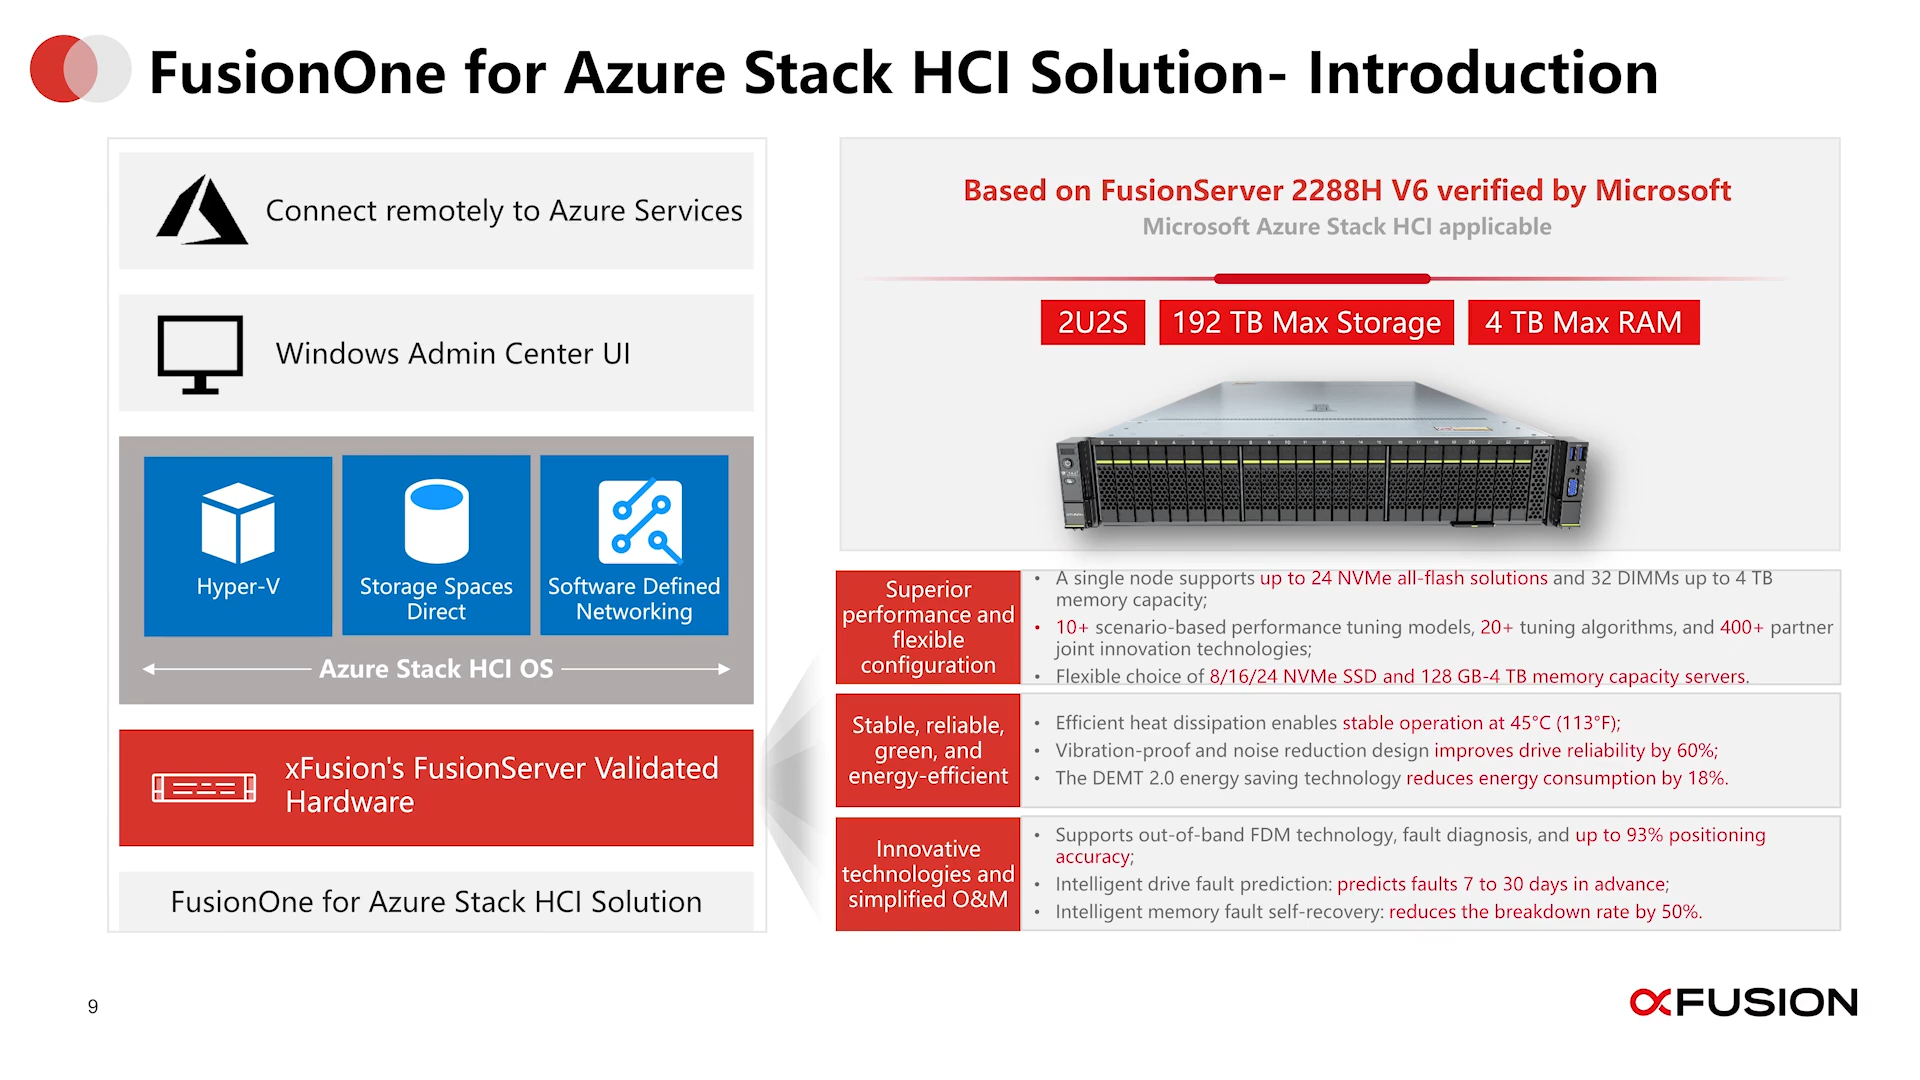 FusionOne for Azure Stack HCI Solution- Introduction
Connect remotely to Azure Services
Windows Admin Center UI
Hyper-V
Storage Spaces
Direct
Software Defined
Networking
Azure Stack HCI OS
xFusion's FusionServer Validated
Hardware
FusionOne for Azure Stack HCI Solution
Based on FusionServer 2288H V6 verified by Microsoft
Microsoft Azure Stack HCI applicable
2U2S
192 TB Max Storage
4 TB Max RAM
Superior
performance and
flexible
configuration
• A single node supports up to 24 NVMe all-flash solutions and 32 DIMMs up to 4 TB
memory capacity;
• 10+ scenario-based performance tuning models, 20+ tuning algorithms, and 400+ partner
joint innovation technologies;
• Flexible choice of 8/16/24 NVMe SSD and 128 GB-4 TB memory capacity servers.
Stable, reliable,
green, and
energy-efficient
• Efficient heat dissipation enables stable operation at 45°C (113°F);
• Vibration-proof and noise reduction design improves drive reliability by 60%;
• The DEMT 2.0 energy saving technology reduces energy consumption by 18%.
Innovative
technologies and
simplified O&M
• Supports out-of-band FDM technology, fault diagnosis, and up to 93% positioning
accuracy;
• Intelligent drive fault prediction: predicts faults 7 to 30 days in advance;
• Intelligent memory fault self-recovery: reduces the breakdown rate by 50%.
9
XFUSION